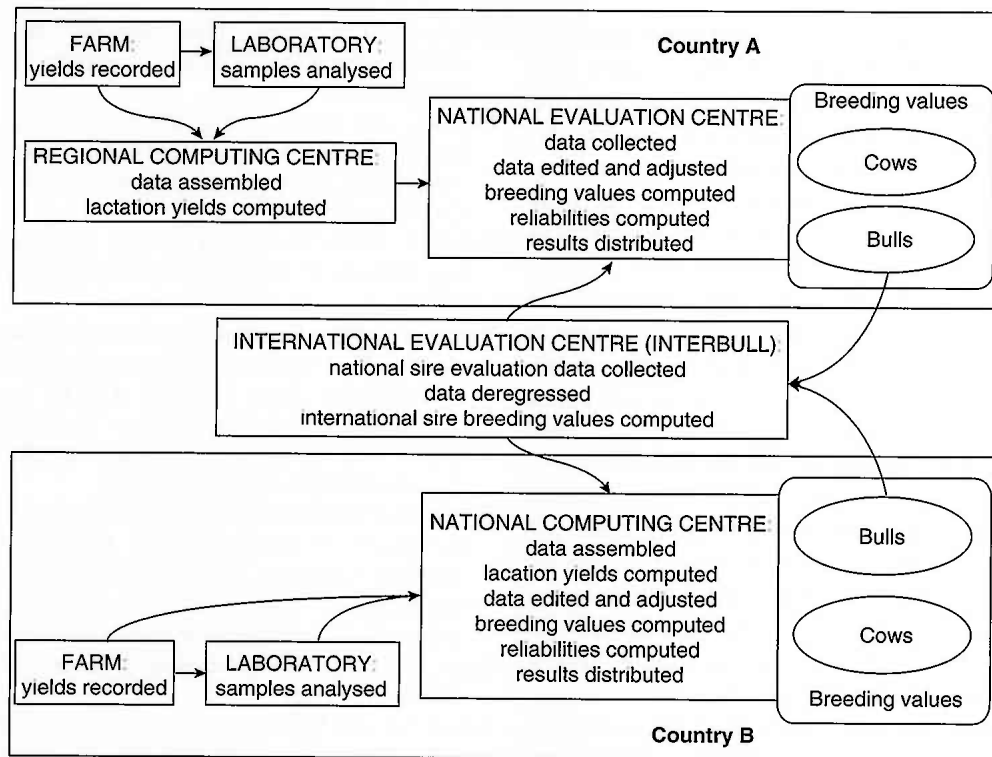 FARM:
yields recorded
LABORATORY:
samples analysed
Country A
REGIONAL COMPUTING CENTRE:
data assembled
lactation yields computed
NATIONAL EVALUATION CENTRE:
data collected
data edited and adjusted
breeding values computed
reliabilities computed
results distributed
Breeding values
Cows
Bulls
INTERNATIONAL EVALUATION CENTRE (INTERBULL):
national sire evaluation data collected
data deregressed
international sire breeding values computed
NATIONAL COMPUTING CENTRE:
data assembled
lacation yields computed
data edited and adjusted
breeding values computed
reliabilities computed
results distributed
Bulls
Cows
Breeding values
FARM:
yields recorded
LABORATORY:
samples analysed
Country B